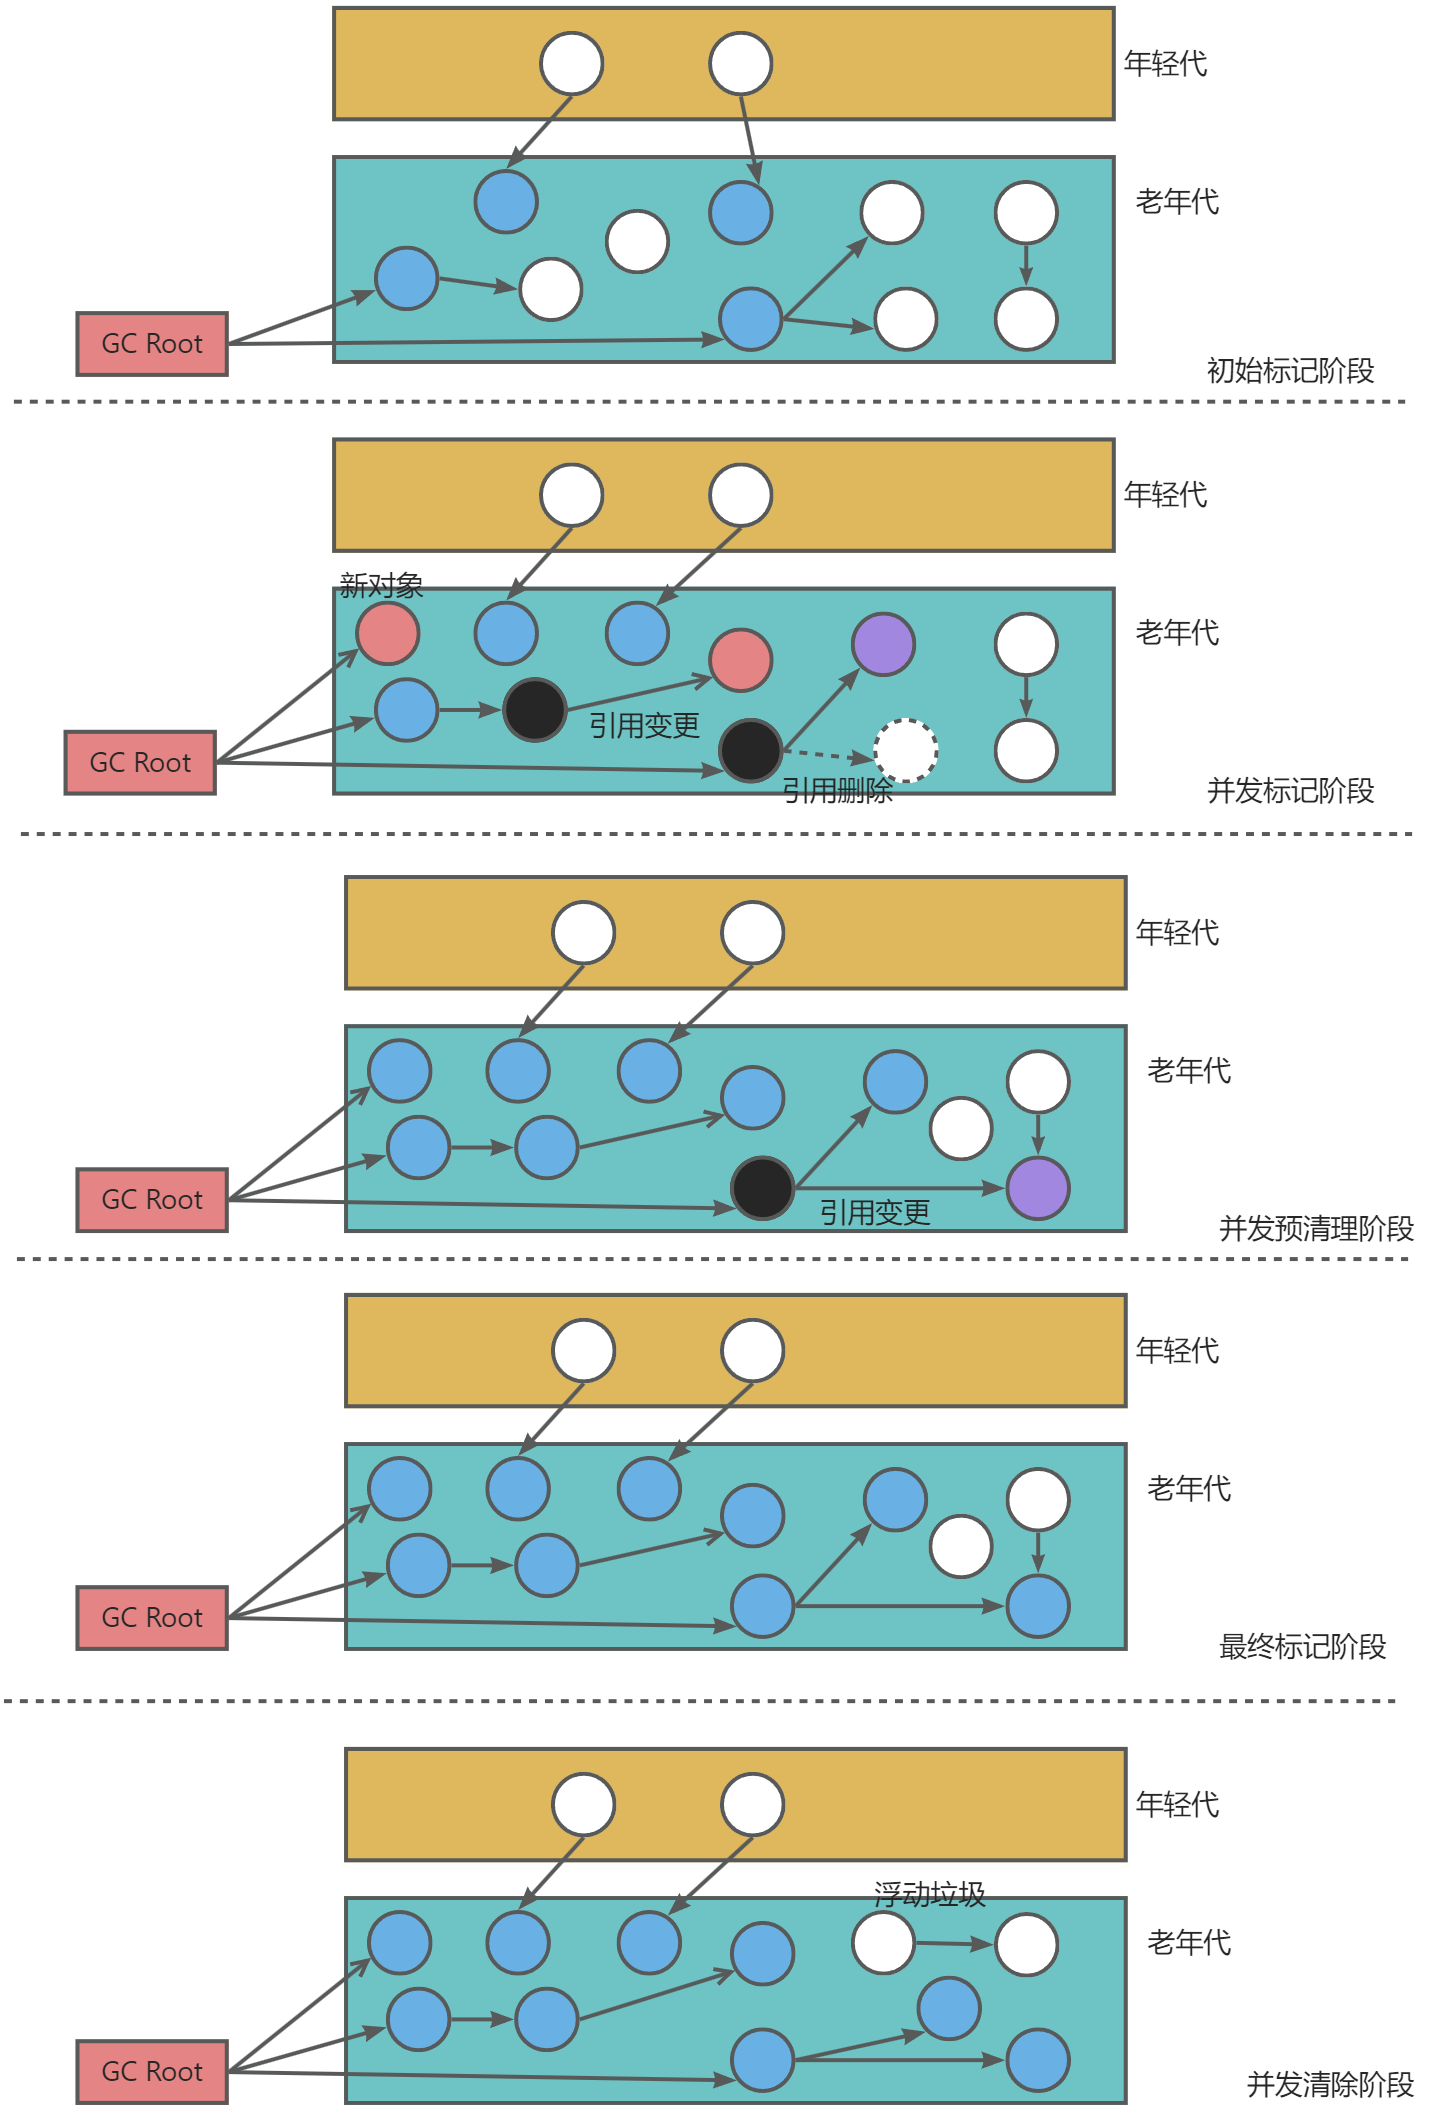 年轻代
老年代
GC Root
初始标记阶段
年轻代
新对象
老年代
引用变更
GC Root
引用删除
并发标记阶段
年轻代
老年代
GC Root
引用变更
并发预清理阶段
年轻代
老年代
GC Root
最终标记阶段
年轻代
浮动垃圾
老年代
GC Root
并发清除阶段